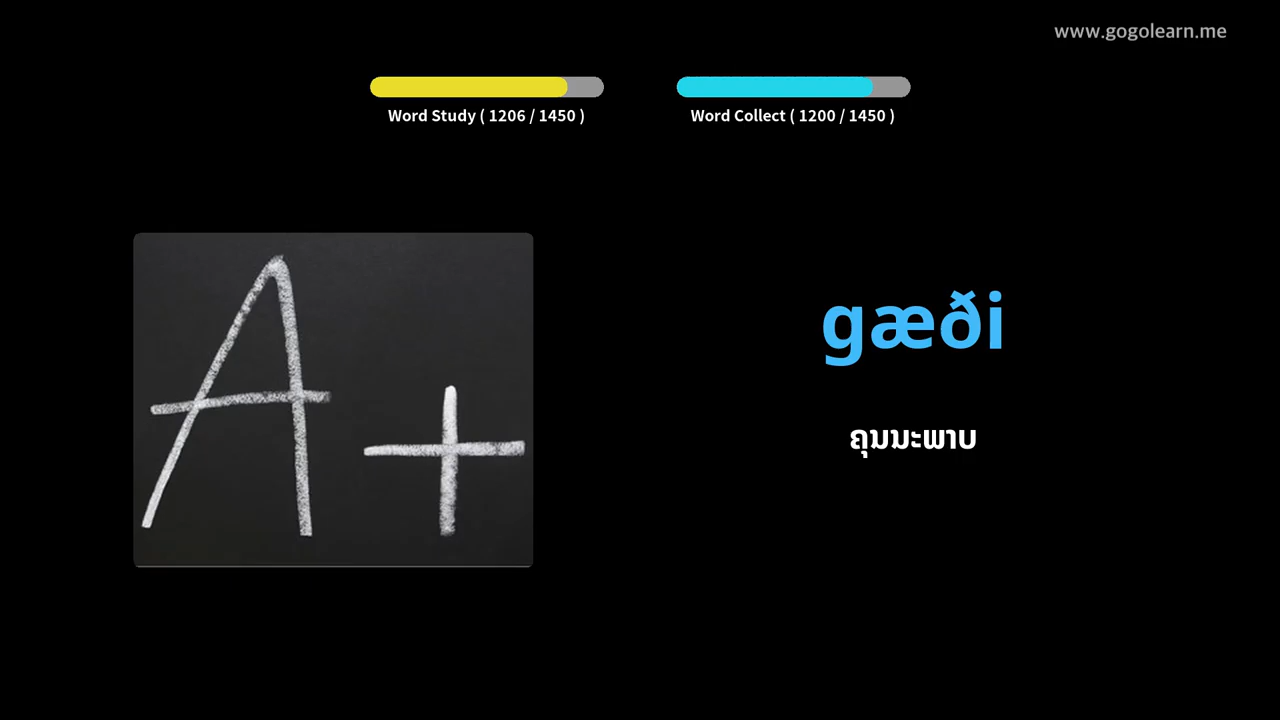 www.gogolearn.me
Word Study ( 1206 / 1450 )
Word Collect ( 1200 / 1450 )
A+
gæði
ຄຸນນະພາບ